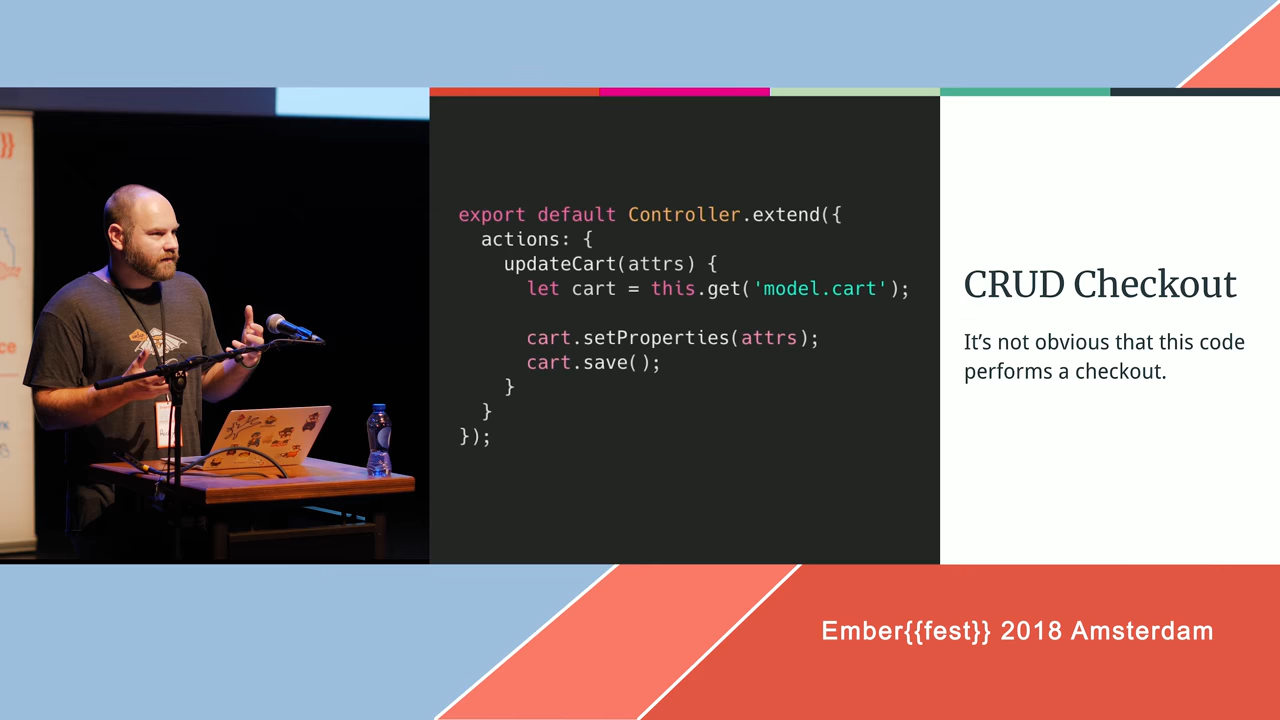 }}
ce
export default Controller.extend({
actions: {
updateCart(attrs) {
let cart = this.get('model.cart');
cart.setProperties(attrs);
cart.save();
}
}
});
CRUD Checkout
It's not obvious that this code
performs a checkout.
Ember{{fest}} 2018 Amsterdam